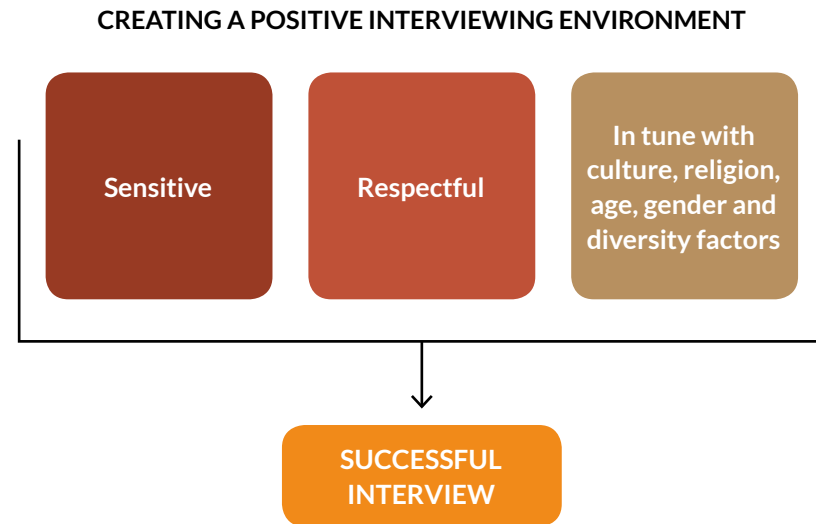 CREATING A POSITIVE INTERVIEWING ENVIRONMENT
Sensitive
Respectful
In tune with
culture, religion,
age, gender and
diversity factors
SUCCESSFUL
INTERVIEW